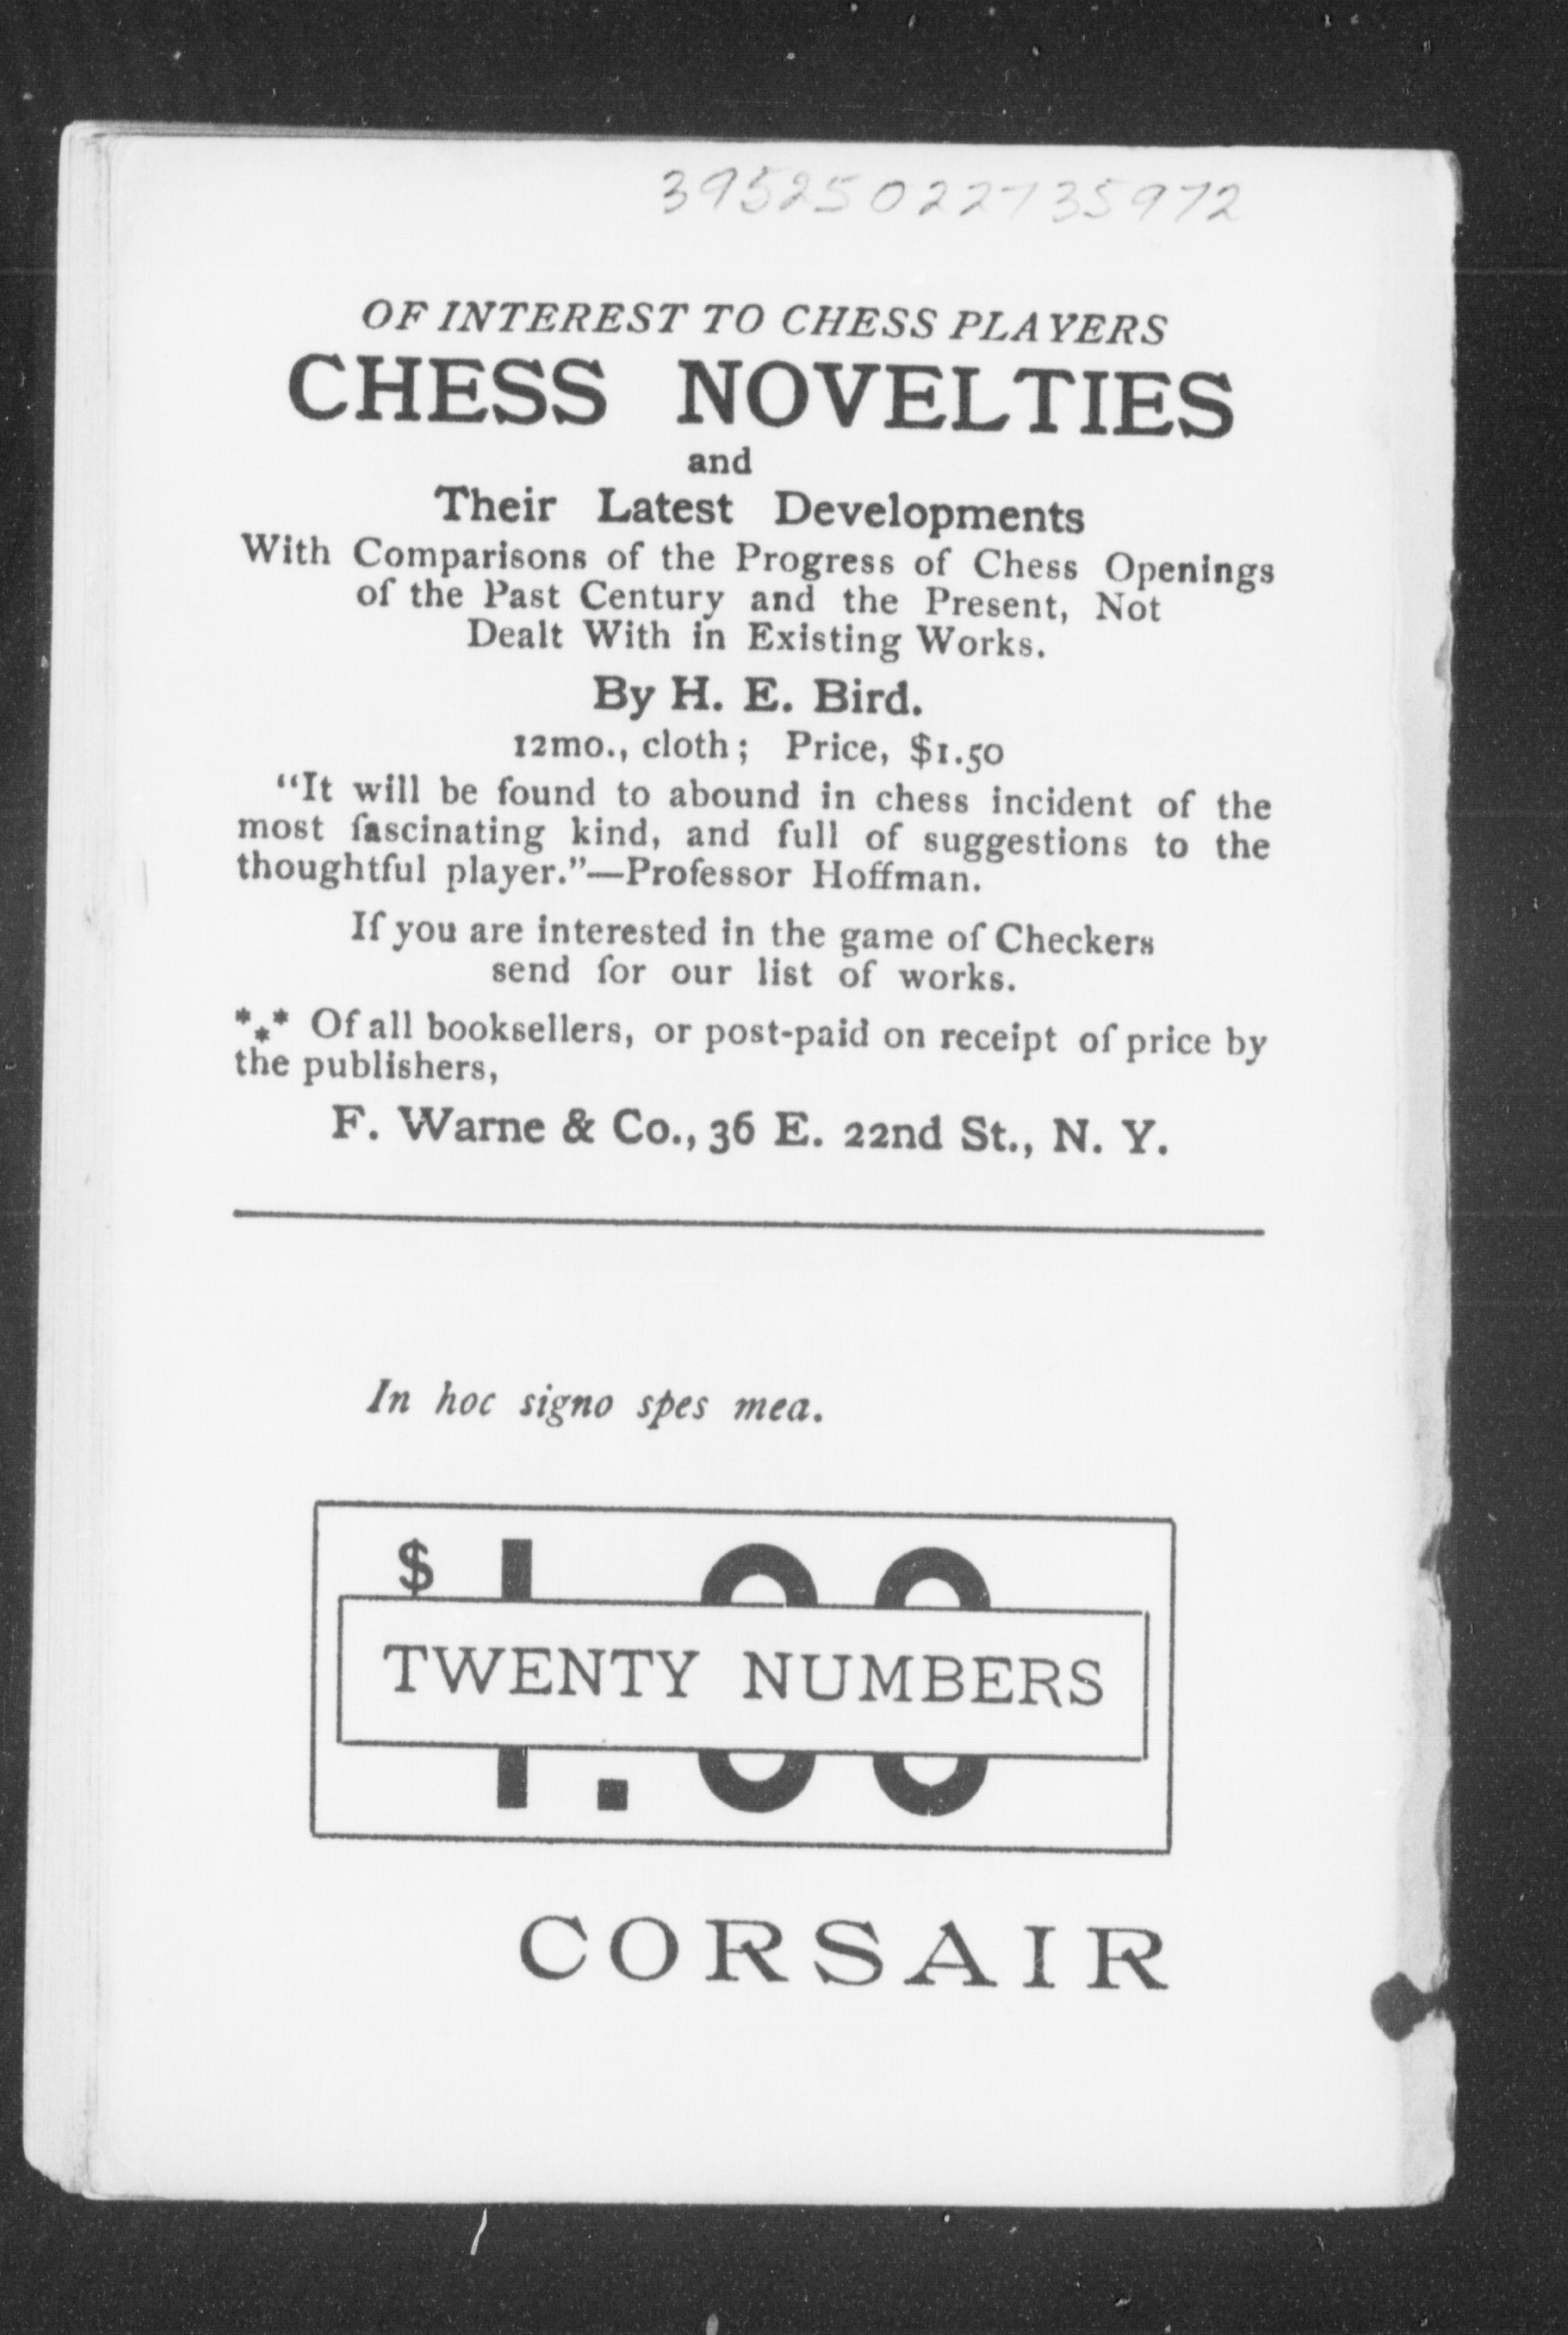 39525022735972
OF INTEREST TO CHESS PLAYERS
CHESS NOVELTIES
and
Their Latest Developments
With Comparisons of the Progress of Chess Openings
of the Past Century and the Present, Not
Dealt With in Existing Works.
By H. E. Bird.
12mo., cloth; Price, $1.50
“It will be found to abound in chess incident of the
most fascinating kind, and full of suggestions to the
thoughtful player.”—Professor Hoffman.
If you are interested in the game of Checkers
send for our list of works.
*⁎* Of all booksellers, or post-paid on receipt of price by
the publishers,
F. Warne & Co., 36 E. 22nd St., N. Y.
In hoc signo spes mea.
$1.00
TWENTY NUMBERS
CORSAIR